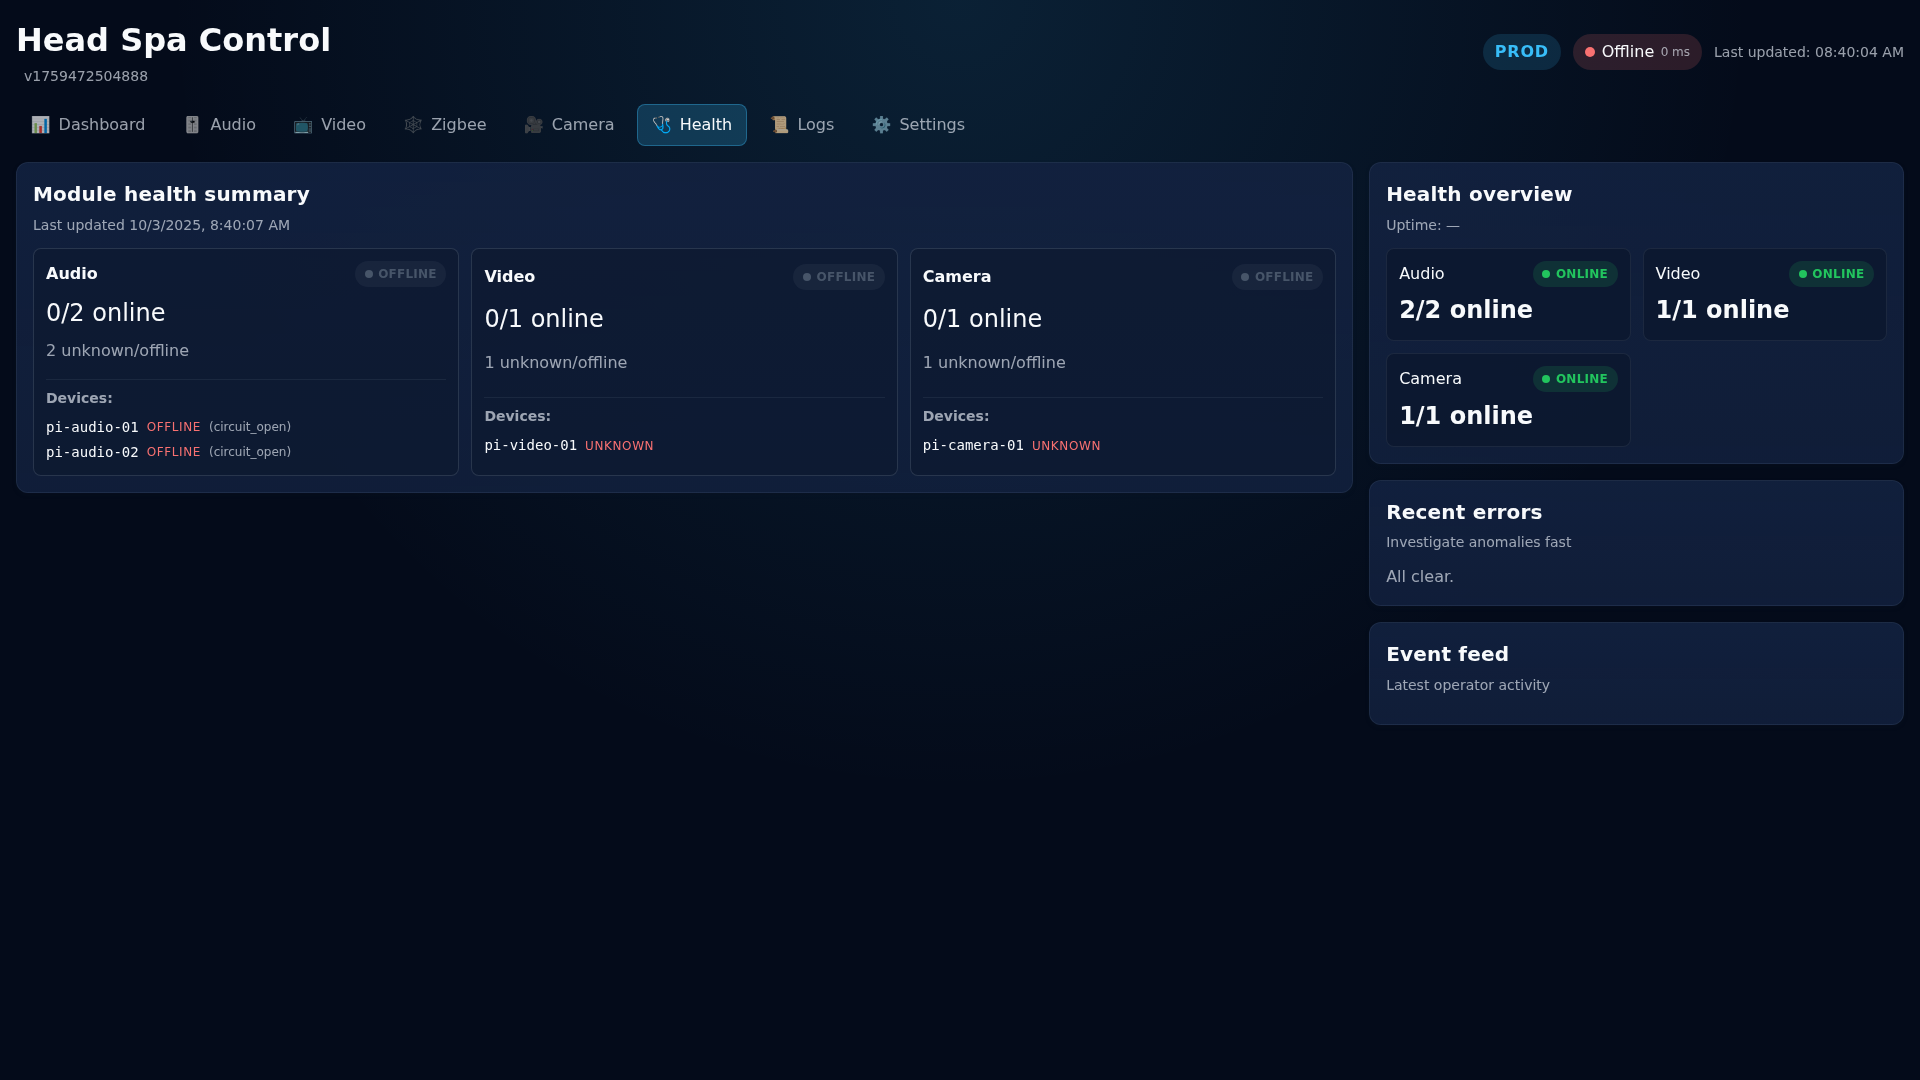 Head Spa Control
v1759472504888
PROD
Offline 0 ms
Last updated: 08:40:04 AM
Dashboard
Audio
Video
Zigbee
Camera
Health
Logs
Settings
Module health summary
Last updated 10/3/2025, 8:40:07 AM
Audio
OFFLINE
0/2 online
2 unknown/offline
Devices:
pi-audio-01 OFFLINE (circuit_open)
pi-audio-02 OFFLINE (circuit_open)
Video
OFFLINE
0/1 online
1 unknown/offline
Devices:
pi-video-01 UNKNOWN
Camera
OFFLINE
0/1 online
1 unknown/offline
Devices:
pi-camera-01 UNKNOWN
Health overview
Uptime: —
Audio
ONLINE
2/2 online
Video
ONLINE
1/1 online
Camera
ONLINE
1/1 online
Recent errors
Investigate anomalies fast
All clear.
Event feed
Latest operator activity